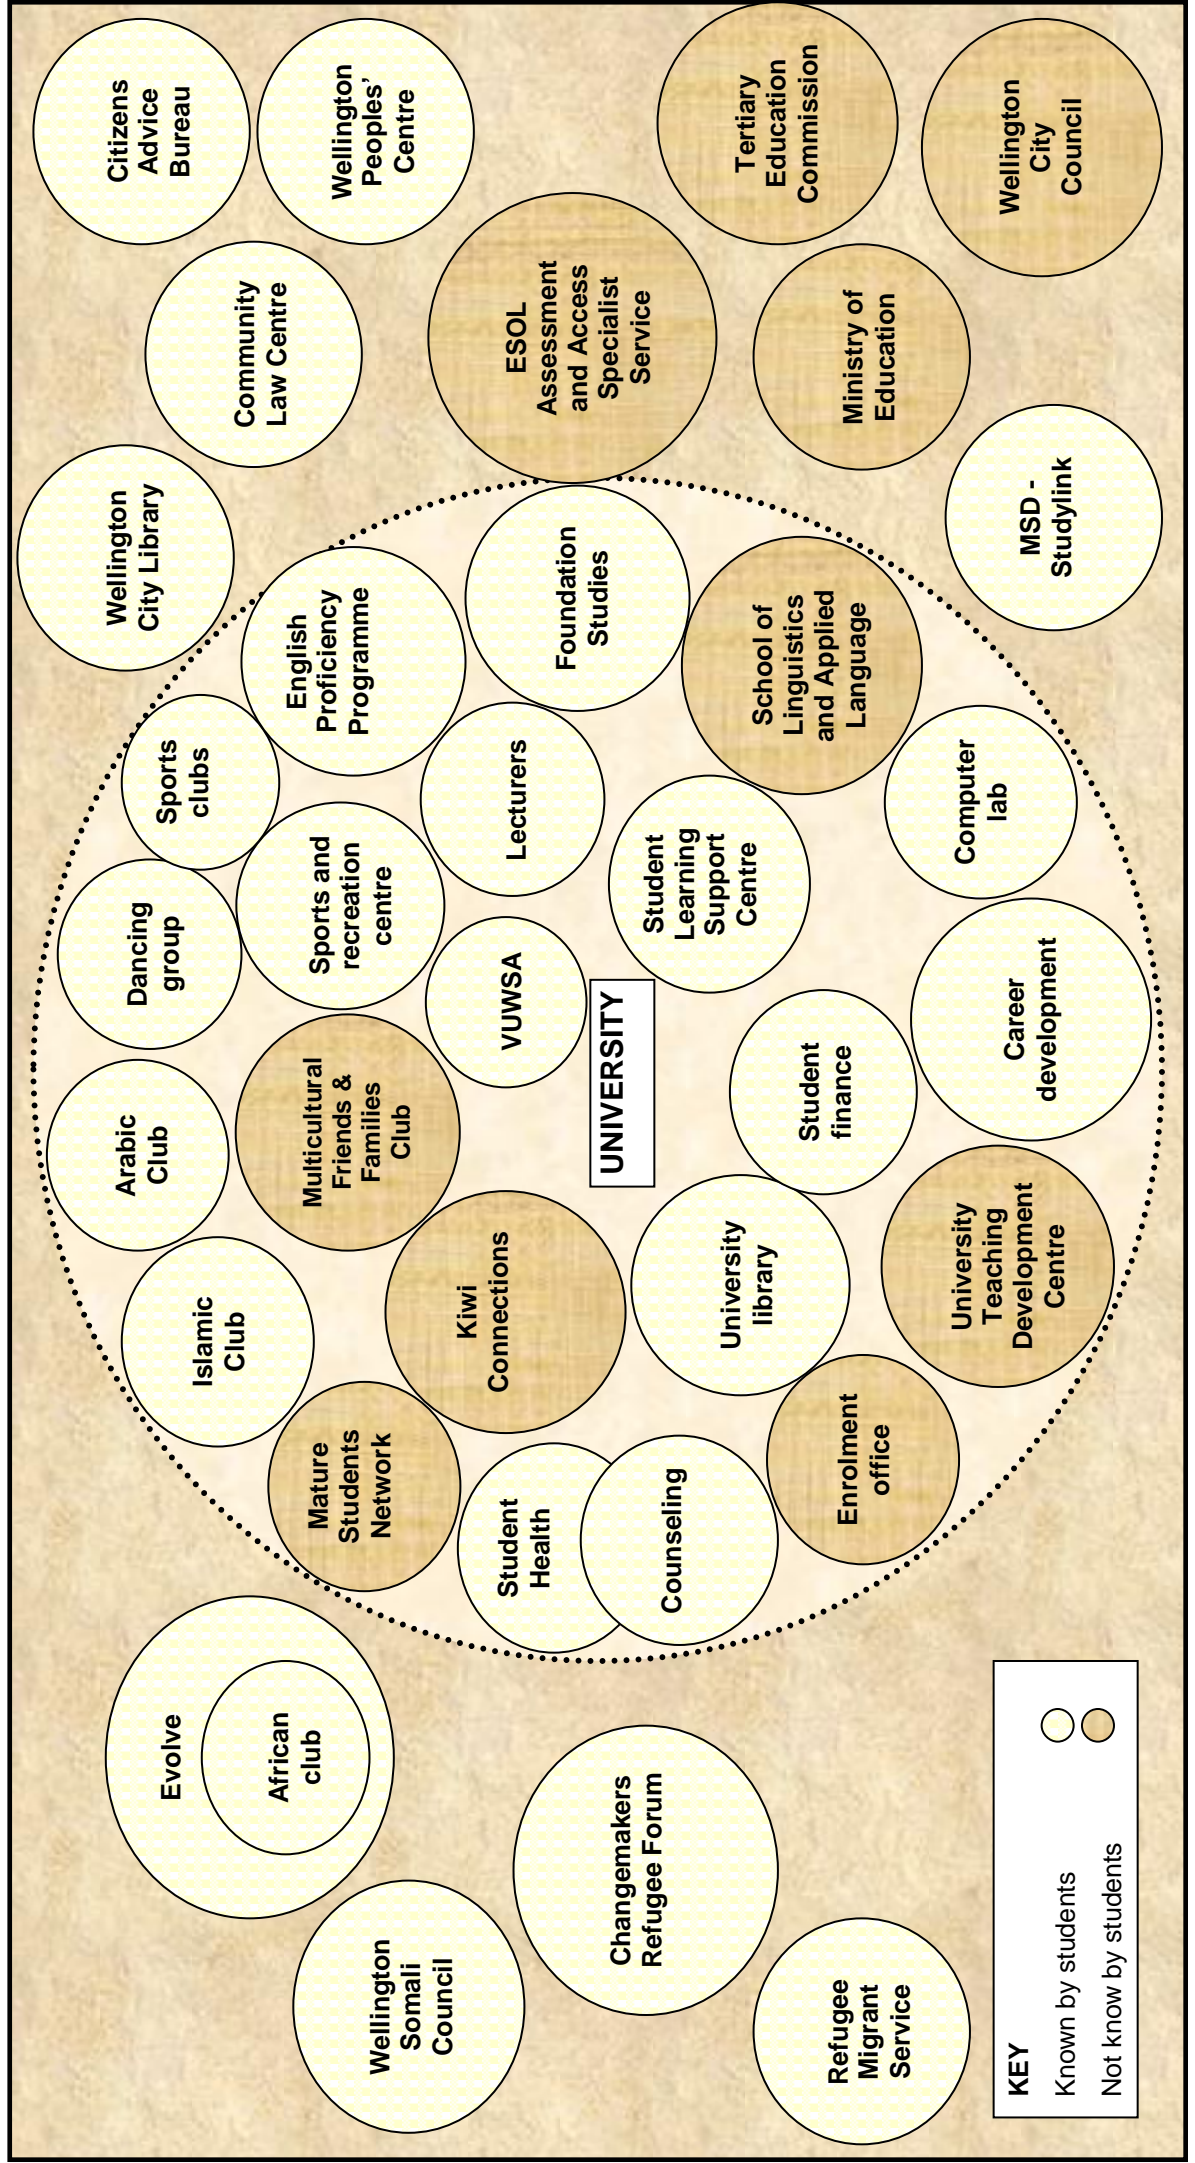 Evolve
African
club
Wellington
Somali
Council
Changemakers
Refugee Forum
Refugee
Migrant
Service
Islamic
Club
Arabic
Club
Dancing
group
Sports
clubs
Mature
Students
Network
Multicultural
Friends &
Families
Club
Sports and
recreation
centre
English
Proficiency
Programme
Kiwi
Connections
VUWSA
Lecturers
Student
Health
Counseling
UNIVERSITY
Foundation
Studies
University
library
Student
finance
Student
Learning
Support
Centre
School of
Linguistics
and Applied
Language
Enrolment
office
University
Teaching
Development
Centre
Career
development
Computer
lab
Wellington
City Library
Citizens
Advice
Bureau
Community
Law Centre
Wellington
Peoples'
Centre
ESOL
Assessment
and Access
Specialist
Service
Tertiary
Education
Commission
Ministry of
Education
Wellington
City
Council
MSD -
Studylink
KEY
Known by students
Not know by students